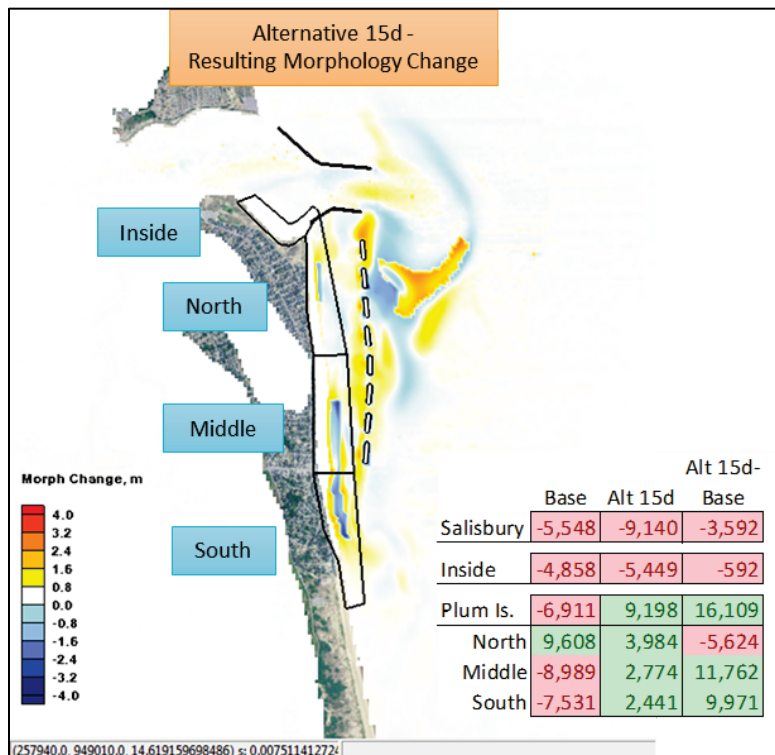 Alternative 15d -
Resulting Morphology Change
Inside
North
Middle
South
Morph Change, m
4.0
3.2
2.4
1.6
0.8
0.0
-0.8
-1.6
-2.4
-3.2
-4.0
Alt 15d-
Base Alt 15d Base
Salisbury -5,548 -9,140 -3,592
Inside -4,858 -5,449 -592
Plum Is. -6,911 9,198 16,109
North 9,608 3,984 -5,624
Middle -8,989 2,774 11,762
South -7,531 2,441 9,971
(257940.0, 949010.0, 14.619159698486) s: 0.007511412724